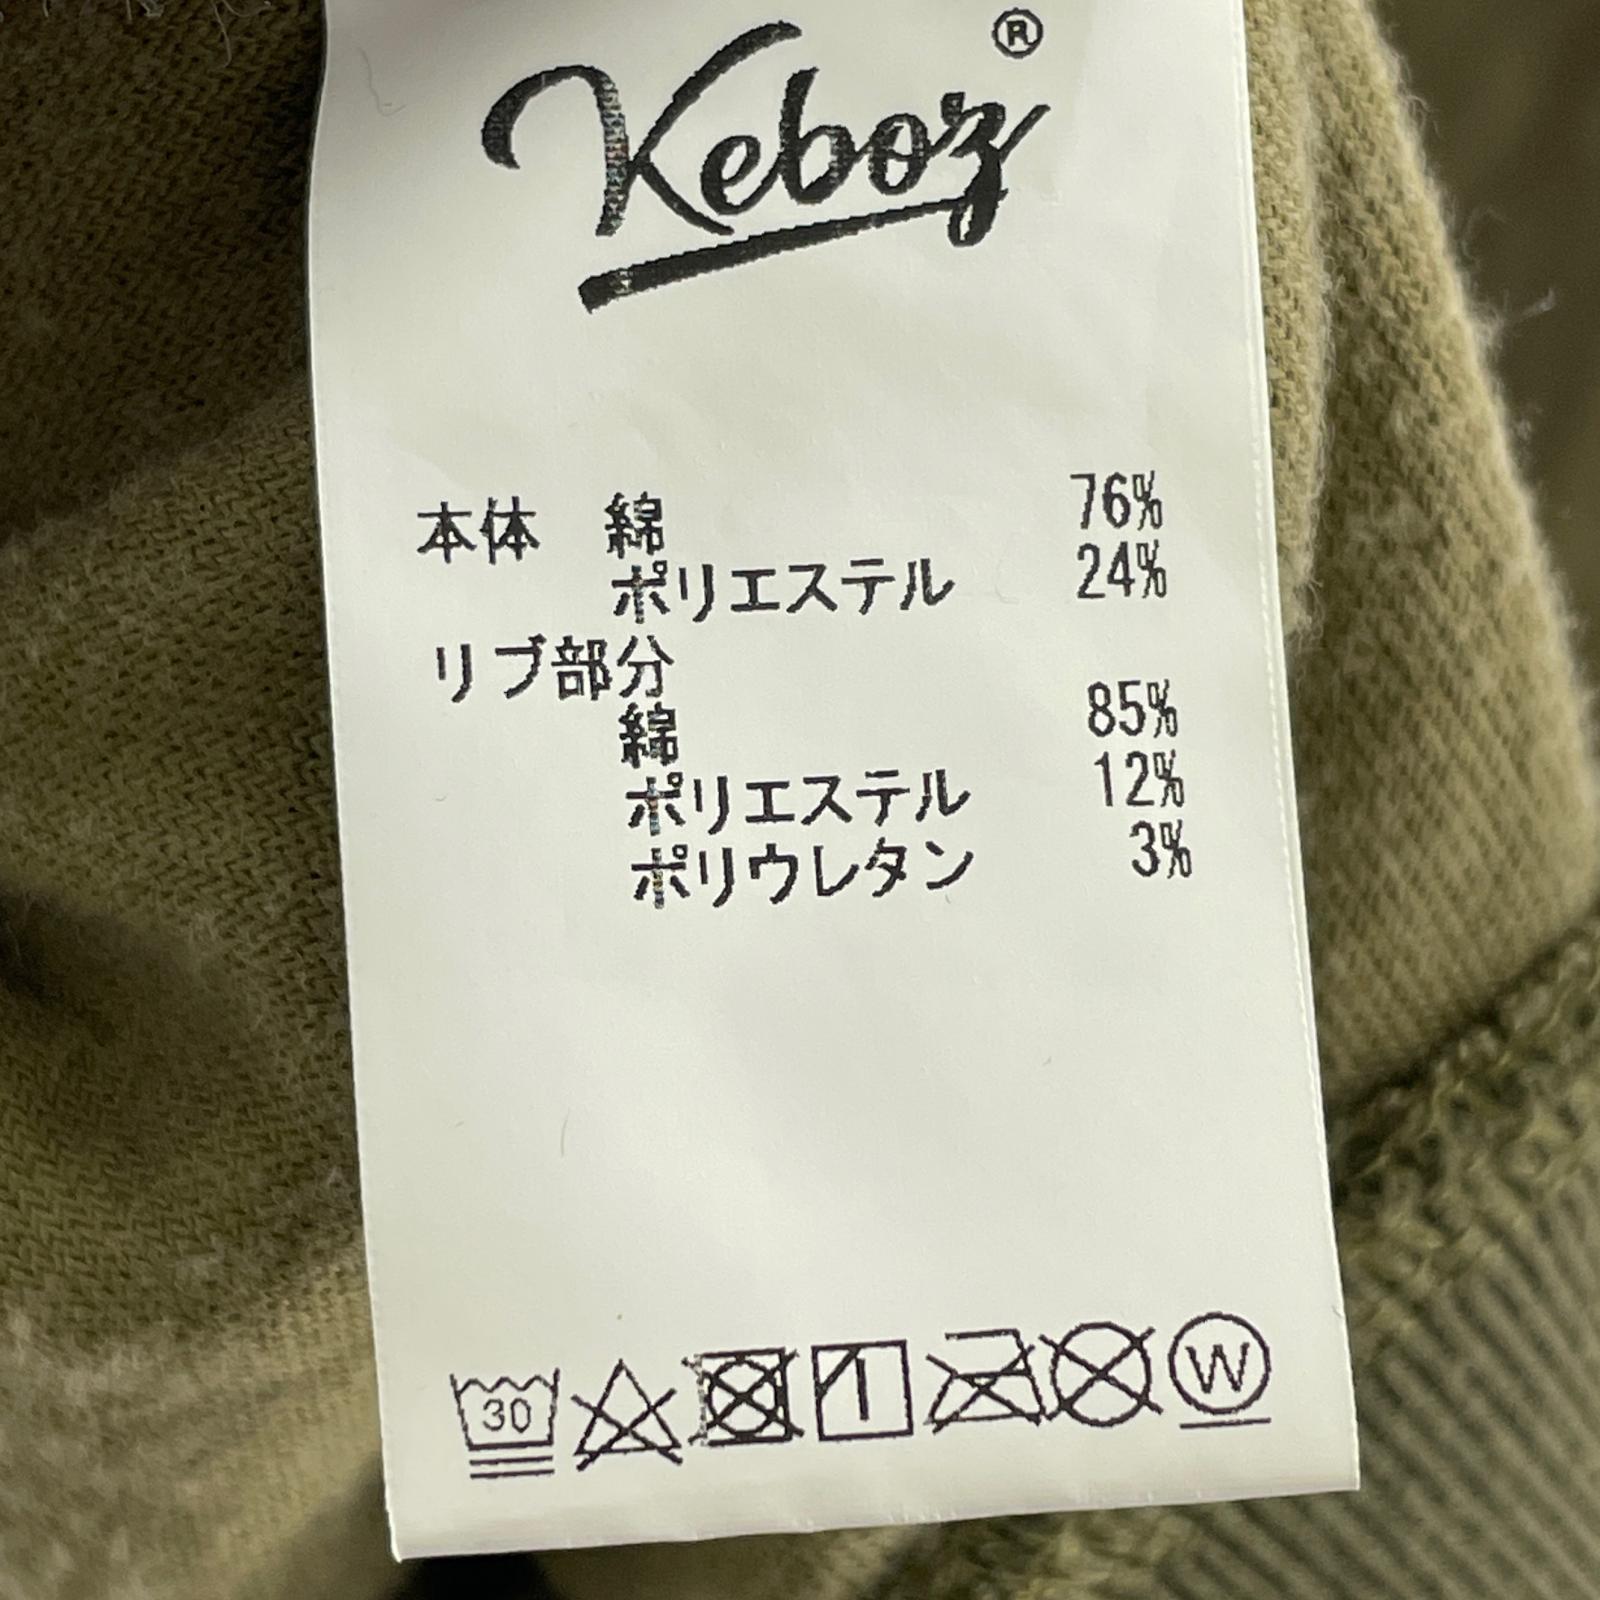 Keboz®
本体 綿 76%
ポリエステル 24%
リブ部分
綿 85%
ポリエステル 12%
ポリウレタン 3%
30
W